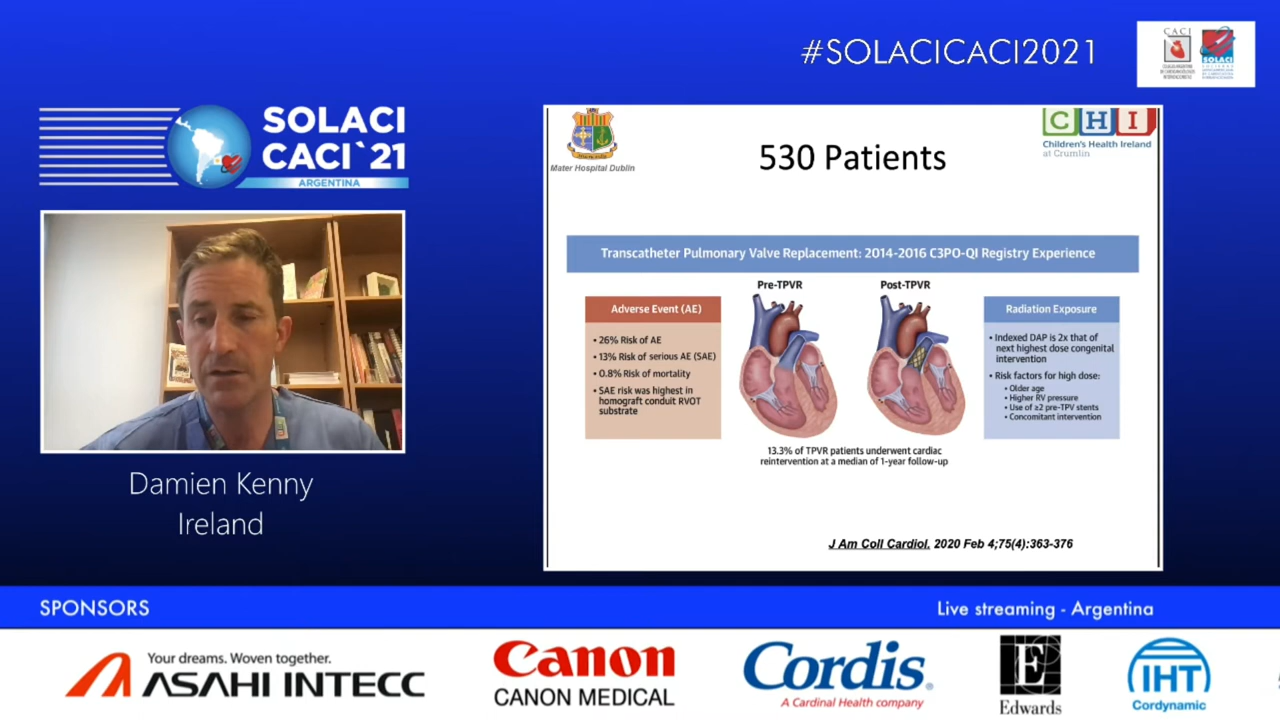 #SOLACICACI2021
CACI
SOLACI
SOLACI
CACI`21
ARGENTINA
Damien Kenny
Ireland
Mater Hospital Dublin
530 Patients
CHI
Children's Health Ireland
at Crumlin
Transcatheter Pulmonary Valve Replacement: 2014-2016 C3PO-QI Registry Experience
Adverse Event (AE)
• 26% Risk of AE
• 13% Risk of serious AE (SAE)
• 0.8% Risk of mortality
• SAE risk was highest in
homograft conduit RVOT
substrate
Pre-TPVR
Post-TPVR
13.3% of TPVR patients underwent cardiac
reintervention at a median of 1-year follow-up
Radiation Exposure
• Indexed DAP is 2x that of
next highest dose congenital
intervention
• Risk factors for high dose:
• Older age
• Higher RV pressure
• Use of ≥2 pre-TPV stents
• Concomitant intervention
J Am Coll Cardiol. 2020 Feb 4;75(4):363-376
SPONSORS
Live streaming - Argentina
Your dreams. Woven together.
ASAHI INTECC
Canon
CANON MEDICAL
Cordis®
A Cardinal Health company
E
Edwards
IHT
Cordynamic